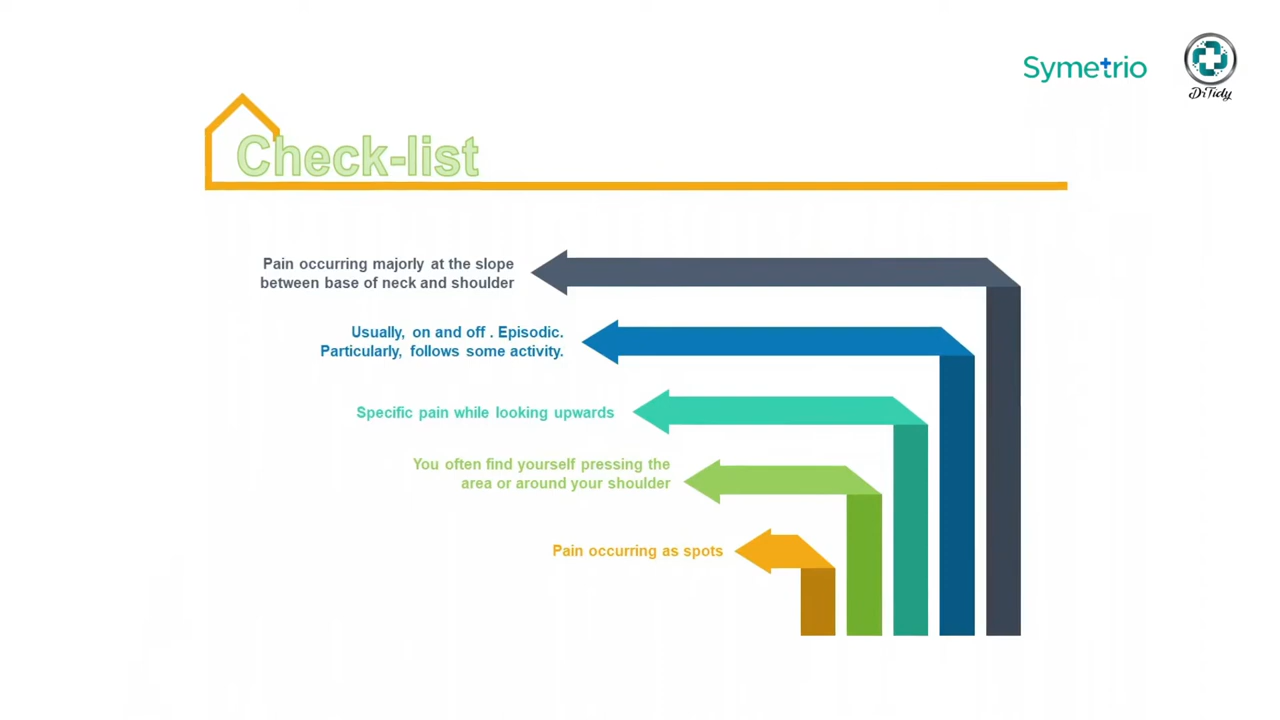 Symetrio
DiTidy
Check-list
Pain occurring majorly at the slope
between base of neck and shoulder
Usually, on and off . Episodic.
Particularly, follows some activity.
Specific pain while looking upwards
You often find yourself pressing the
area or around your shoulder
Pain occurring as spots